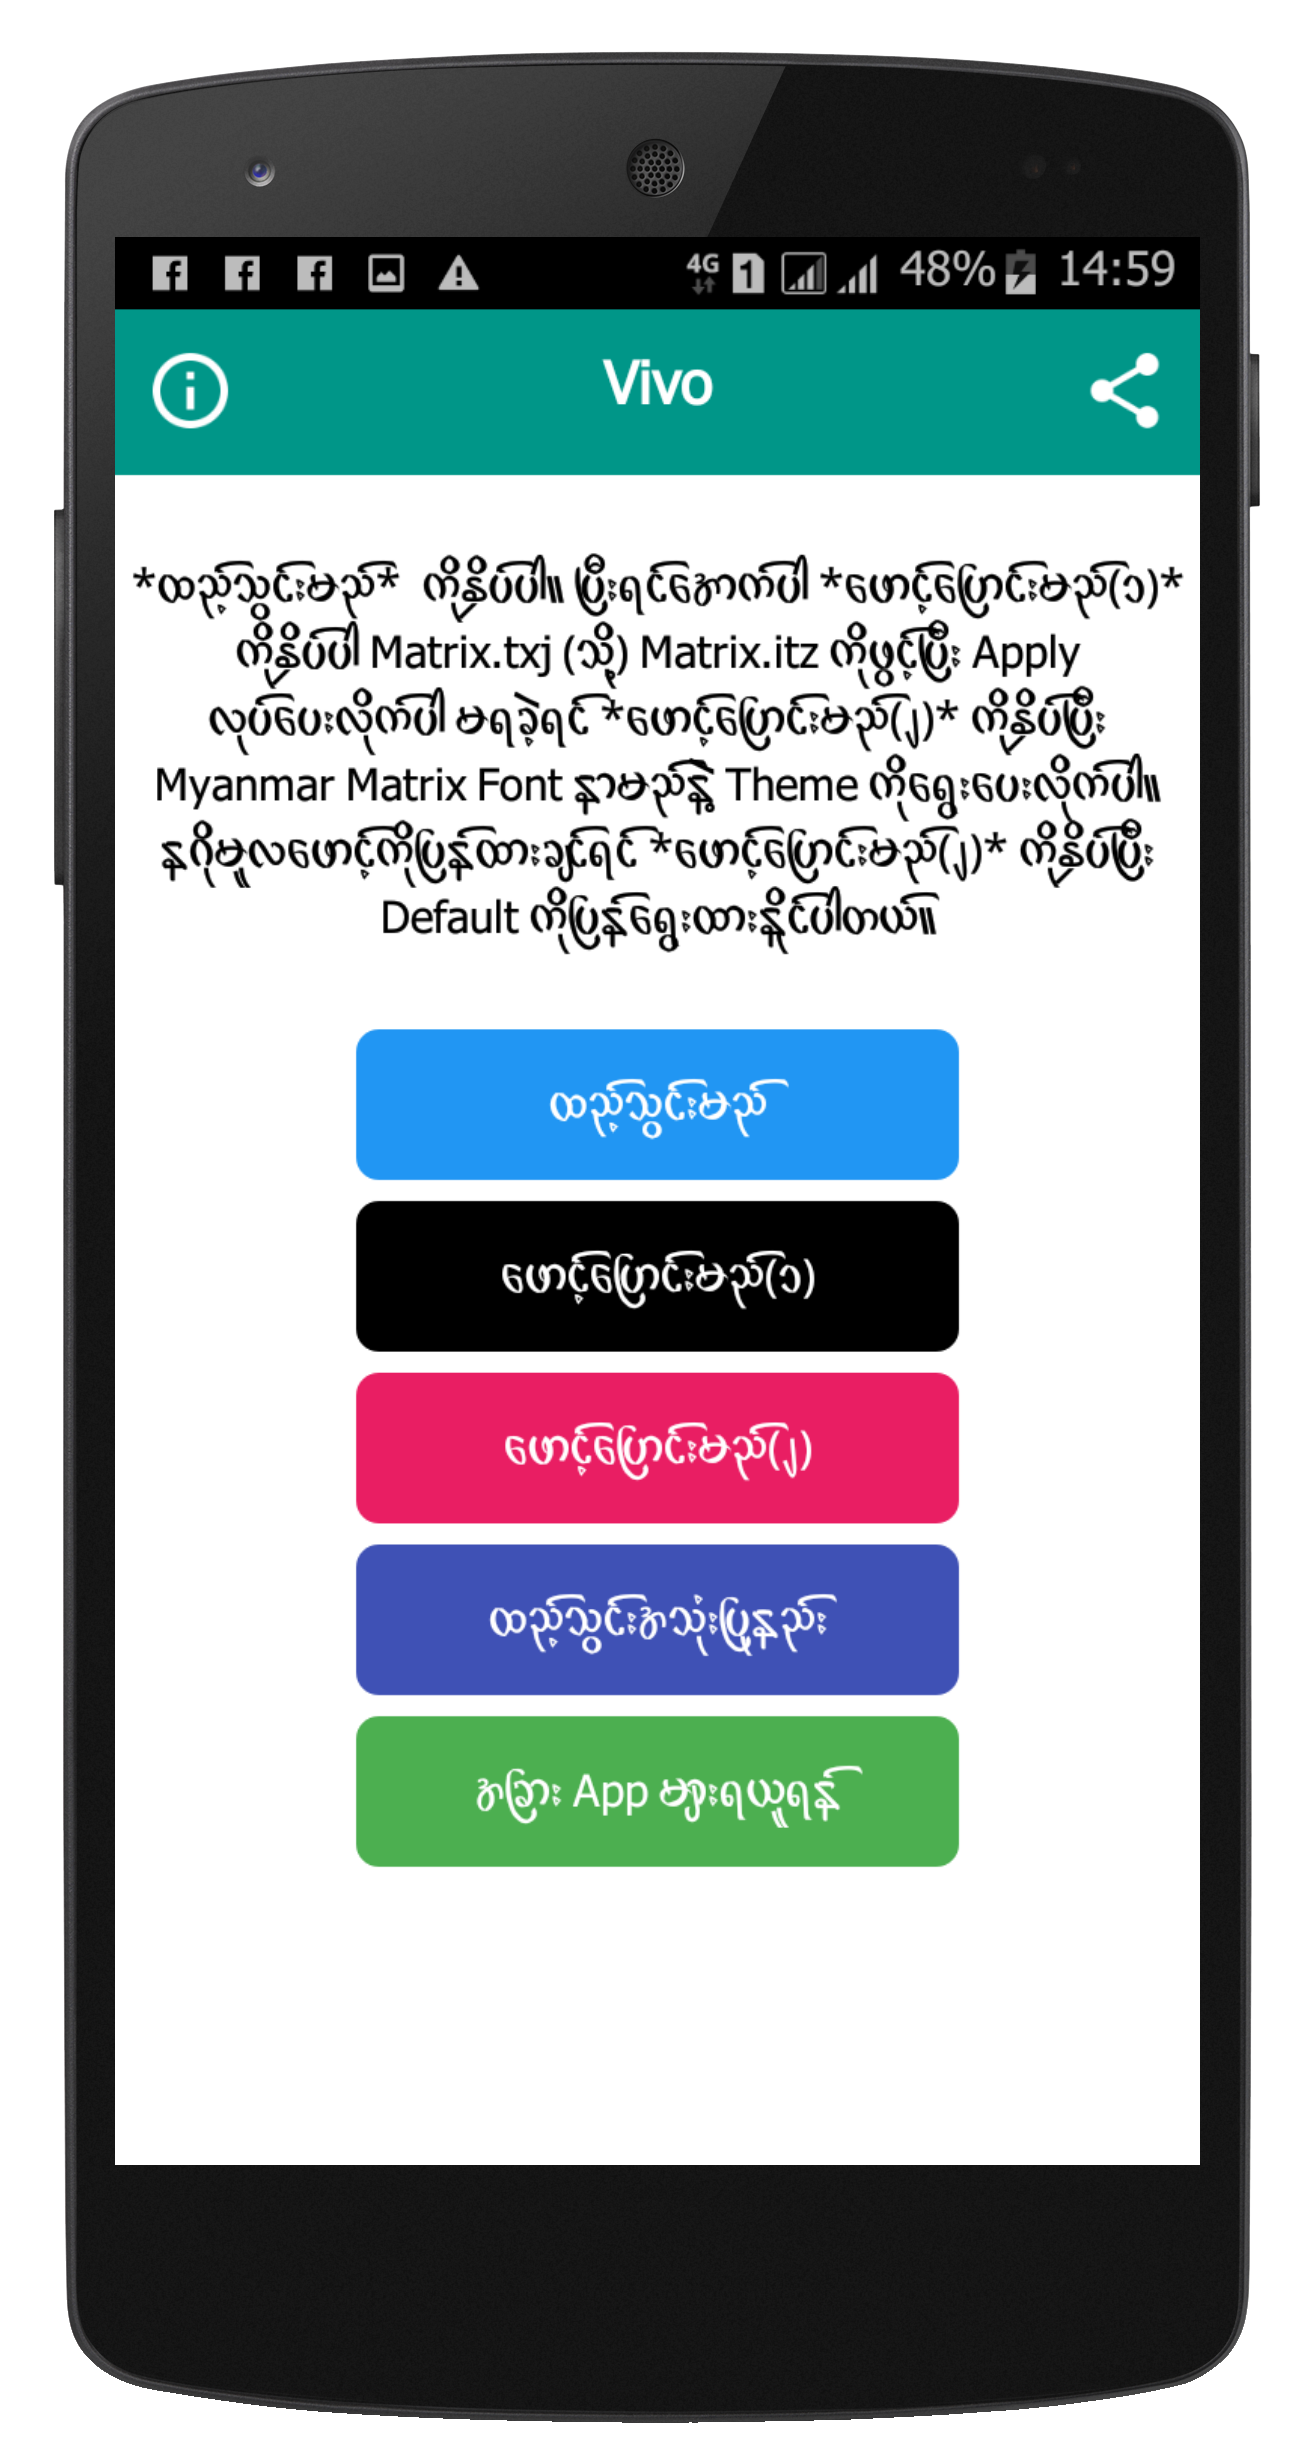 4G 1 48% 14:59
Vivo
*ထည့်သွင်းမည်* ကိုနှိပ်ပါ။ ပြီးရင်အောက်ပါ *ဖောင့်ပြောင်းမည်(၁)*
ကိုနှိပ်ပါ Matrix.txj (သို့) Matrix.itz ကိုဖွင့်ပြီး Apply
လုပ်ပေးလိုက်ပါ မရခဲ့ရင် *ဖောင့်ပြောင်းမည်(၂)* ကိုနှိပ်ပြီး
Myanmar Matrix Font နာမည်နဲ့ Theme ကိုရွေးပေးလိုက်ပါ။
နဂိုမူလဖောင့်ကိုပြန်ထားချင်ရင် *ဖောင့်ပြောင်းမည်(၂)* ကိုနှိပ်ပြီး
Default ကိုပြန်ရွေးထားနိုင်ပါတယ်။
ထည့်သွင်းမည်
ဖောင့်ပြောင်းမည်(၁)
ဖောင့်ပြောင်းမည်(၂)
ထည့်သွင်းအသုံးပြုနည်း
အခြား App များရယူရန်